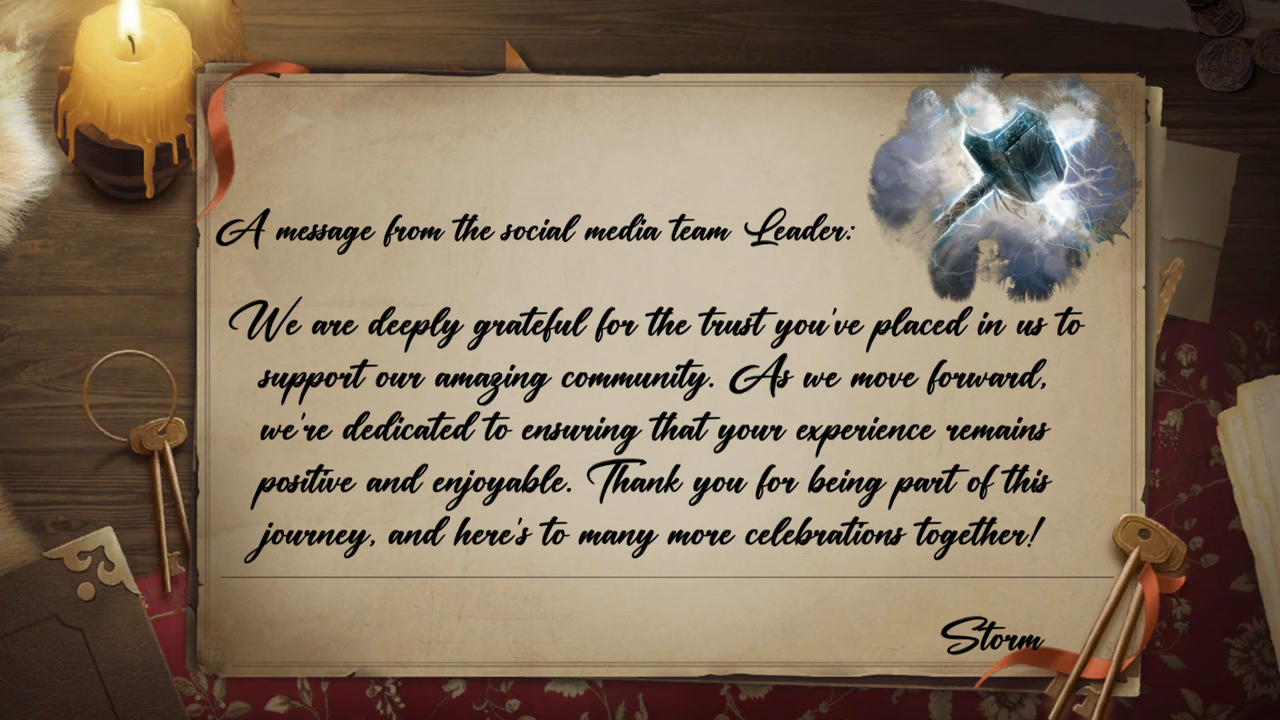 A message from the social media team Leader:
We are deeply grateful for the trust you've placed in us to
support our amazing community. As we move forward,
we're dedicated to ensuring that your experience remains
positive and enjoyable. Thank you for being part of this
journey, and here's to many more celebrations together!
Storm